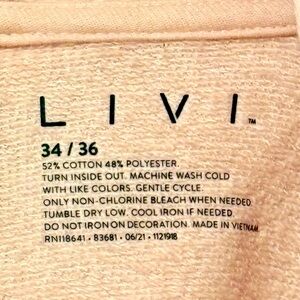 LIVI™
34 / 36
52% COTTON 48% POLYESTER.
TURN INSIDE OUT. MACHINE WASH COLD
WITH LIKE COLORS. GENTLE CYCLE.
ONLY NON-CHLORINE BLEACH WHEN NEEDED.
TUMBLE DRY LOW. COOL IRON IF NEEDED.
DO NOT IRON ON DECORATION. MADE IN VIETNAM
RN118641 • 83681 • 06/21 • 1121918